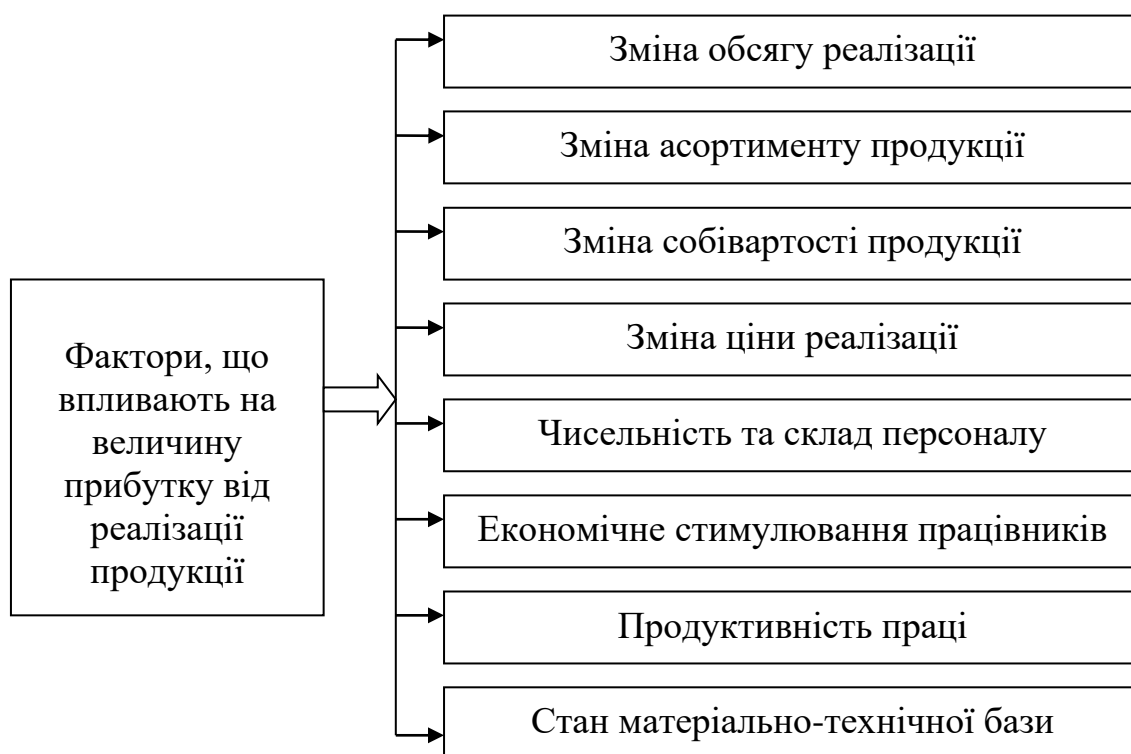 Фактори, що
впливають на
величину
прибутку від
реалізації
продукції
Зміна обсягу реалізації
Зміна асортименту продукції
Зміна собівартості продукції
Зміна ціни реалізації
Чисельність та склад персоналу
Економічне стимулювання працівників
Продуктивність праці
Стан матеріально-технічної бази